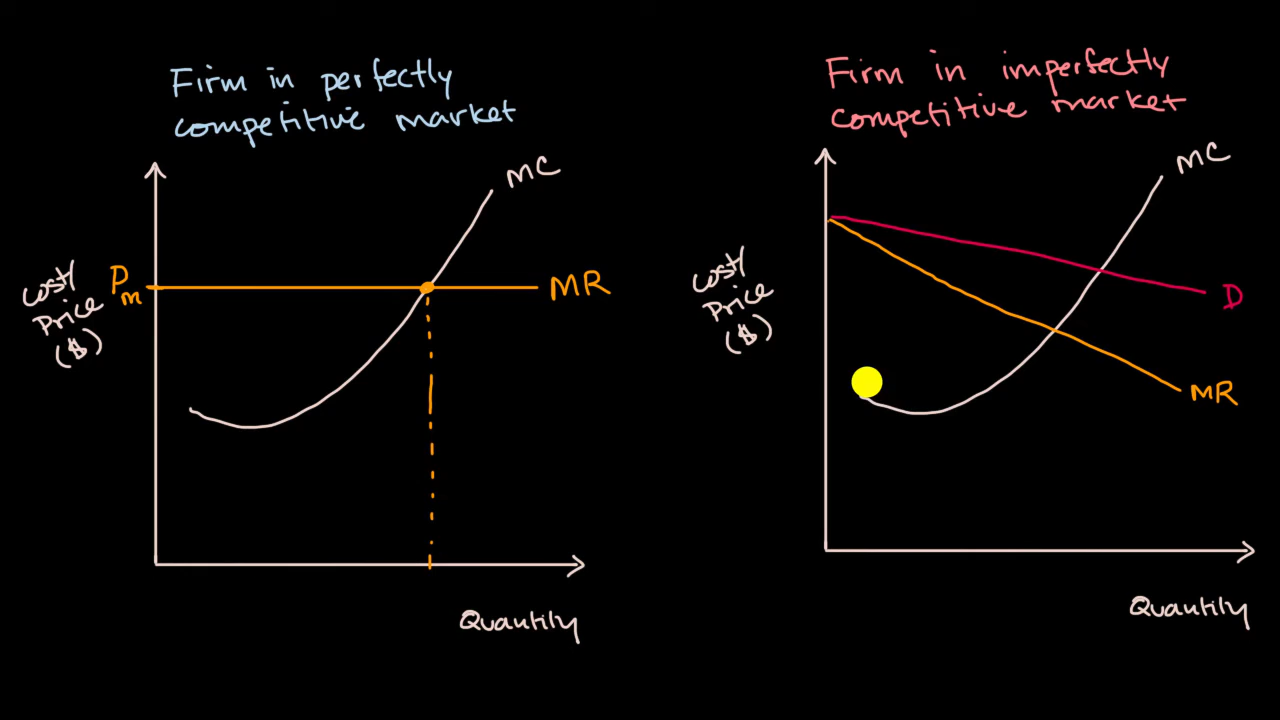 Firm in perfectly
competitive market
MC
Cost/
Price
($)
Pm
MR
Quantity
Firm in imperfectly
competitive market
MC
Cost/
Price
($)
D
MR
Quantity